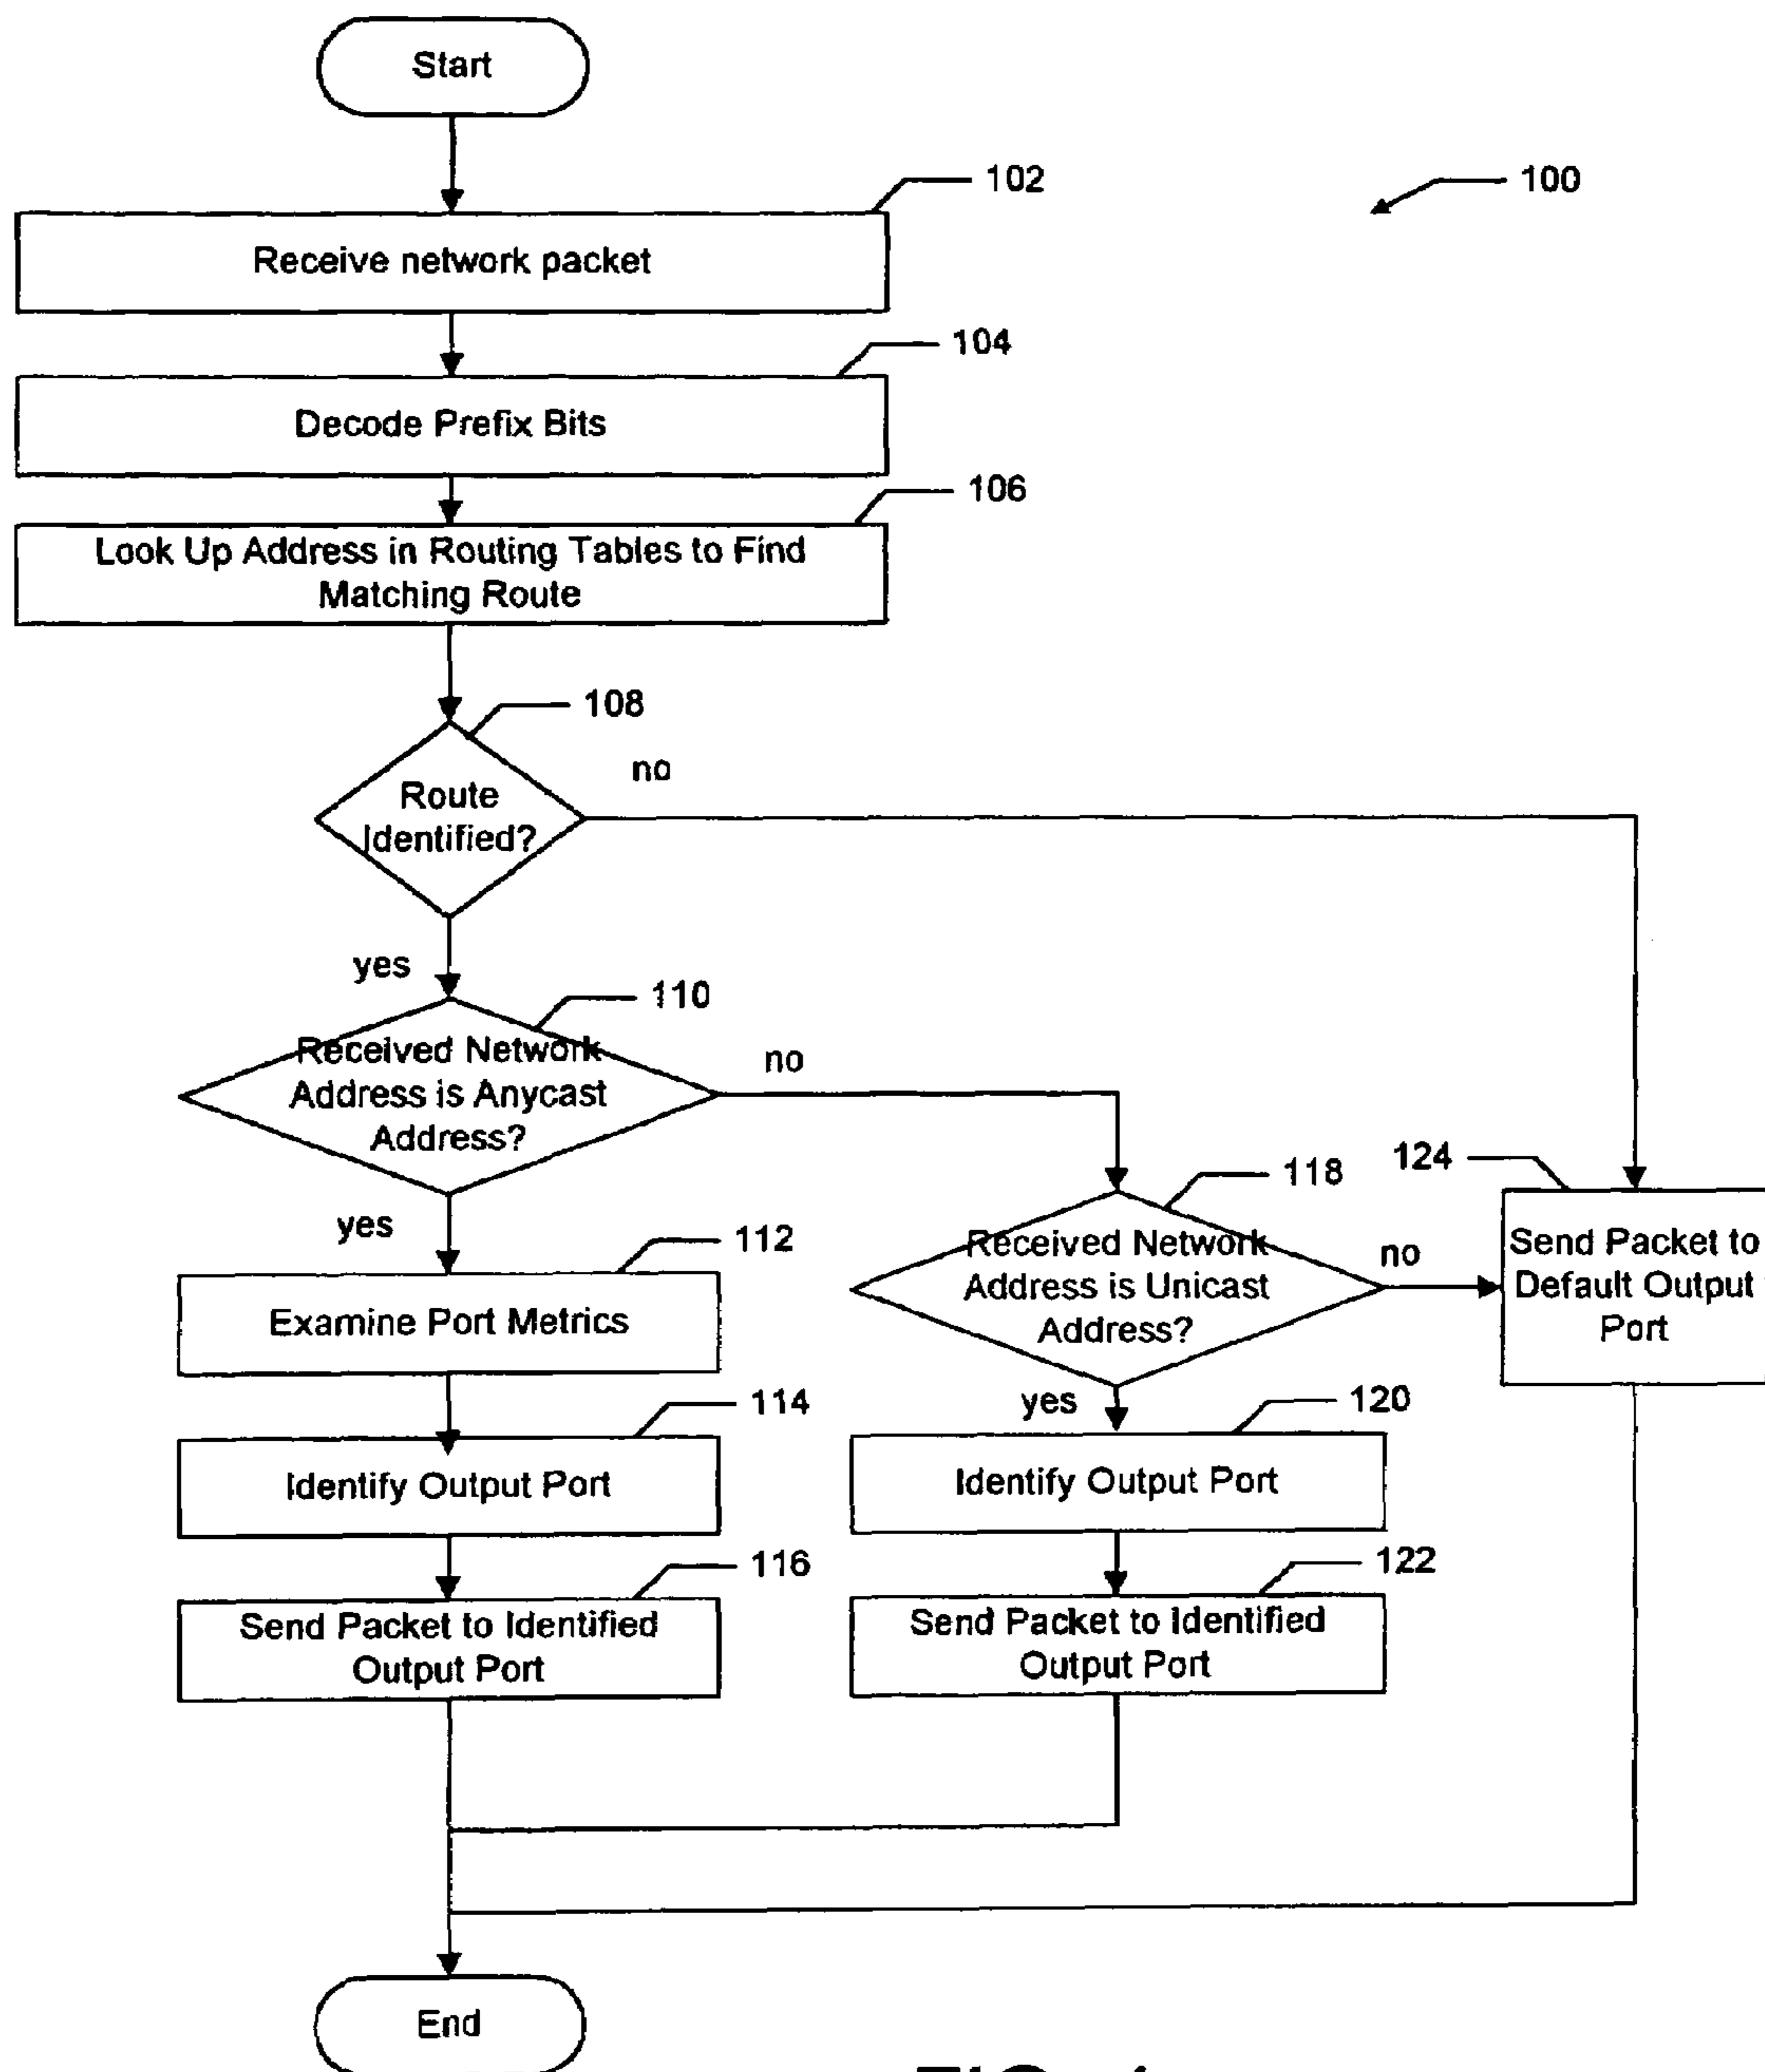 Start
102
100
Receive network packet
104
Decode Prefix Bits
106
Look Up Address in Routing Tables to Find
Matching Route
108
no
Route
Identified?
yes
110
Received Network
Address is Anycast
Address?
no
yes
118
124
Received Network
Address is Unicast
Address?
no
Send Packet to
Default Output
Port
112
Examine Port Metrics
yes
114
120
Identify Output Port
Identify Output Port
116
122
Send Packet to Identified
Output Port
Send Packet to Identified
Output Port
End